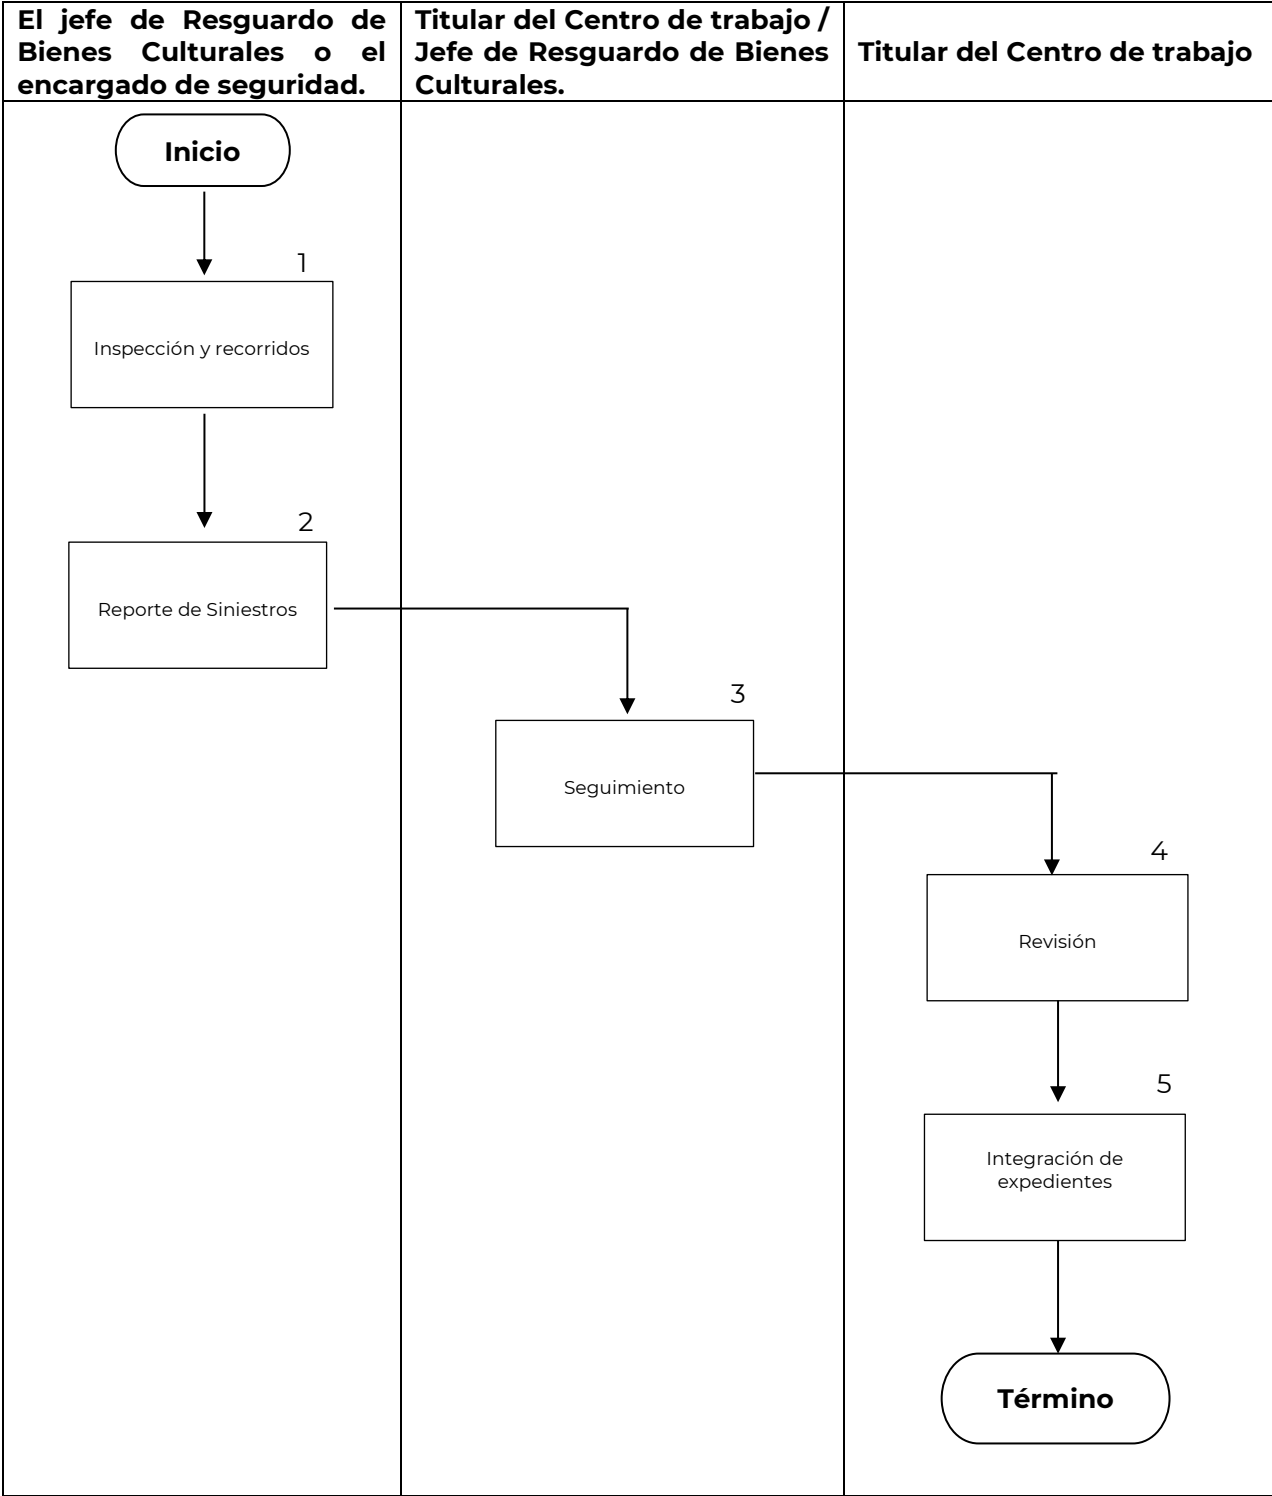 El jefe de Resguardo de
Bienes Culturales o el
encargado de seguridad.
Titular del Centro de trabajo /
Jefe de Resguardo de Bienes
Culturales.
Titular del Centro de trabajo
Inicio
1
Inspección y recorridos
2
Reporte de Siniestros
3
Seguimiento
4
Revisión
5
Integración de
expedientes
Término